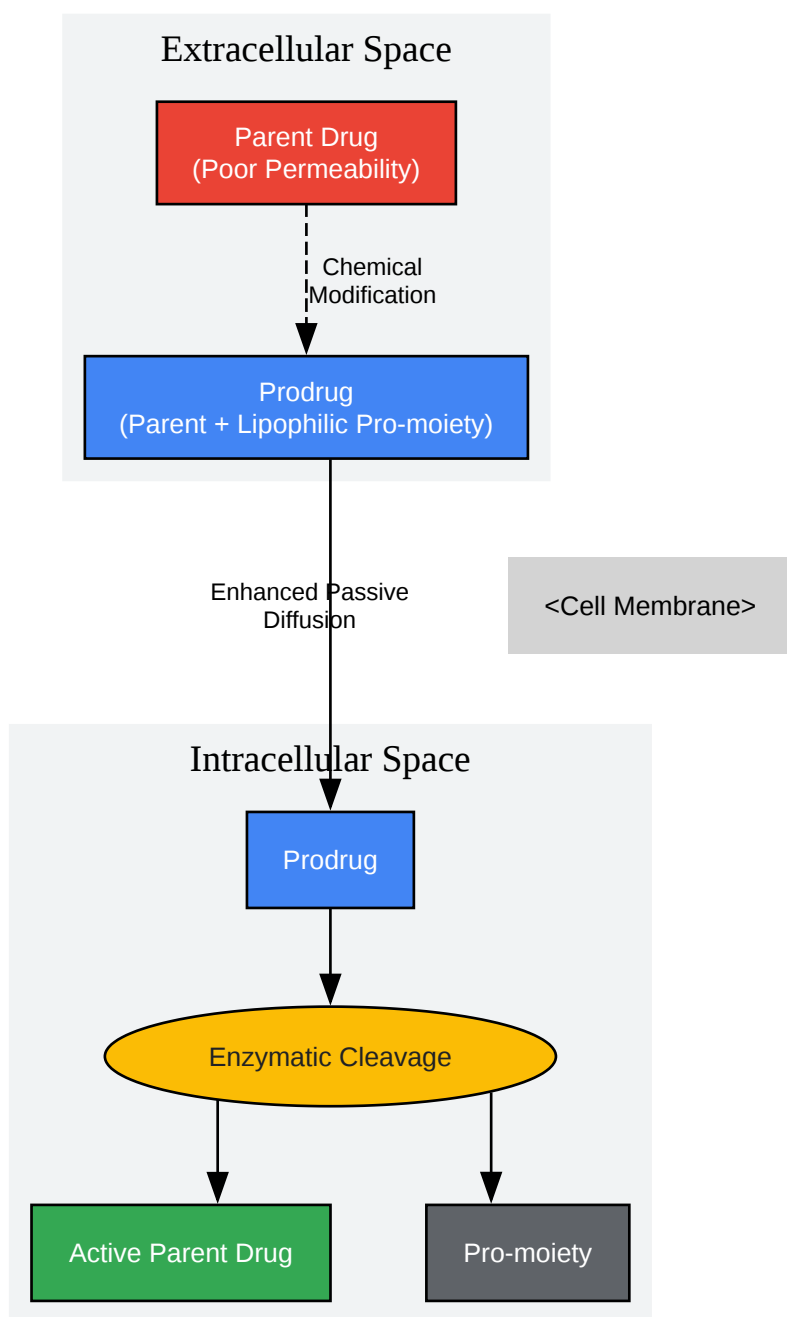 Extracellular Space
Parent Drug
(Poor Permeability)
Chemical
Modification
Prodrug
(Parent + Lipophilic Pro-moiety)
Enhanced Passive
Diffusion
<Cell Membrane>
Intracellular Space
Prodrug
Enzymatic Cleavage
Active Parent Drug
Pro-moiety